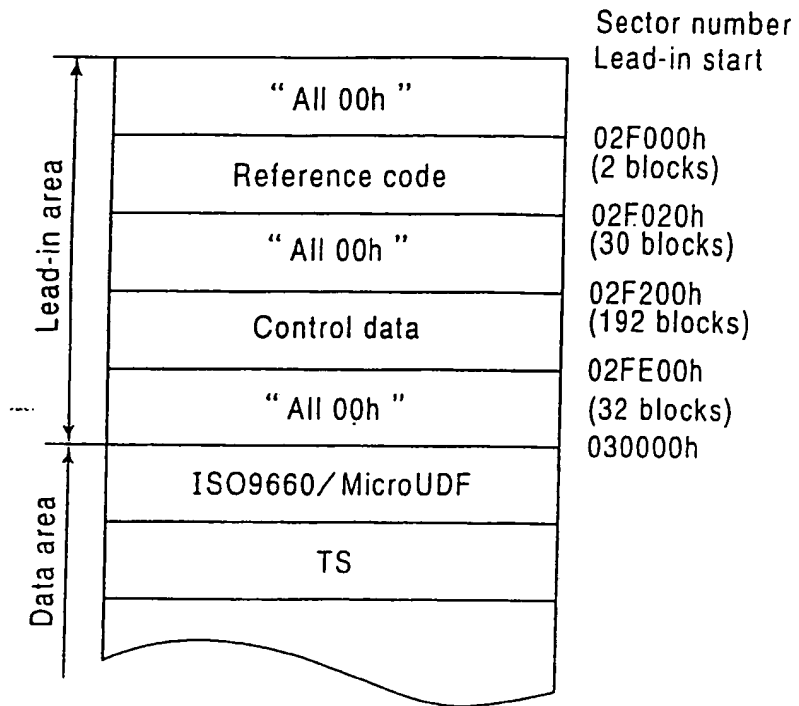 Sector number
Lead-in start
“ All 00h ”
02F000h
(2 blocks)
Reference code
02F020h
(30 blocks)
“ All 00h ”
02F200h
(192 blocks)
Control data
02FE00h
(32 blocks)
“ All 00h ”
030000h
Lead-in area
ISO9660/MicroUDF
TS
Data area